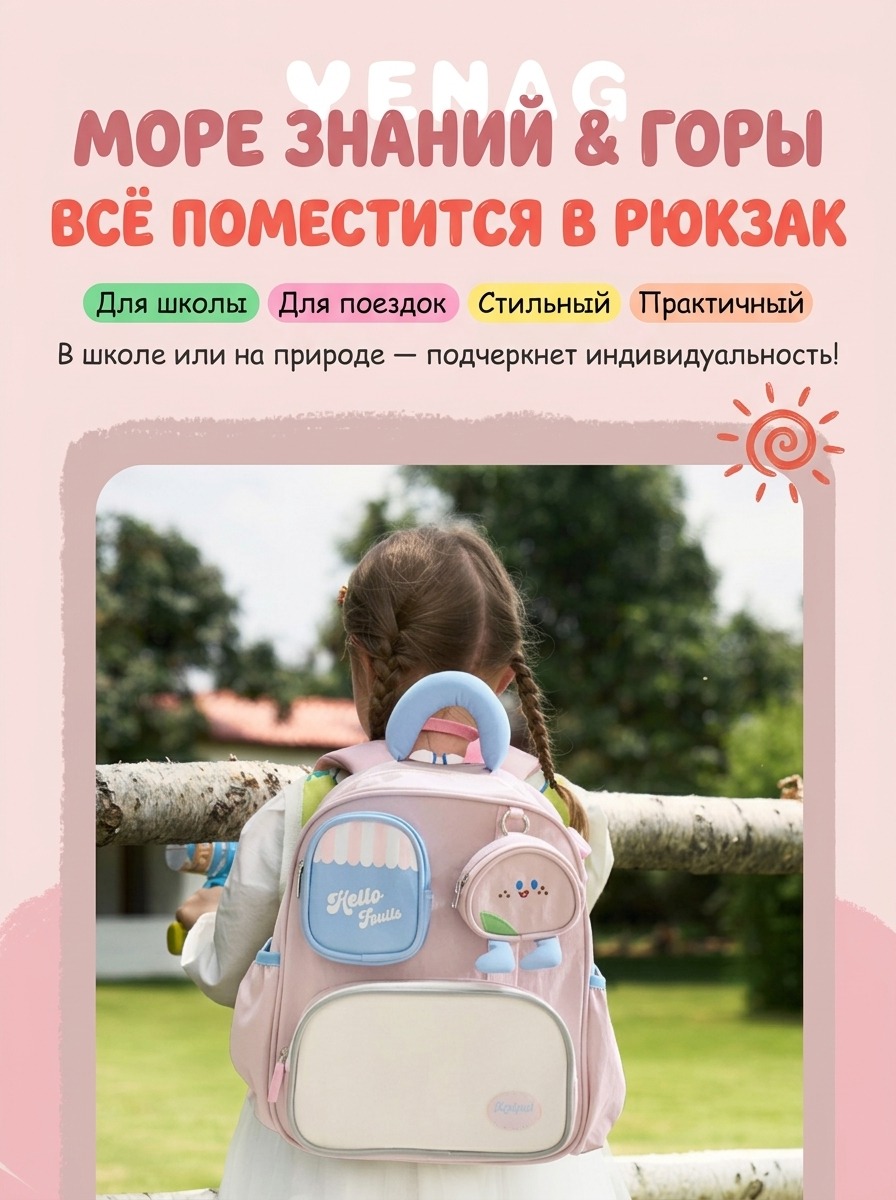 YENAG
МОРЕ ЗНАНИЙ & ГОРЫ
ВСЁ ПОМЕСТИТСЯ В РЮКЗАК
Для школы Для поездок Стильный Практичный
В школе или на природе — подчеркнет индивидуальность!
Hello